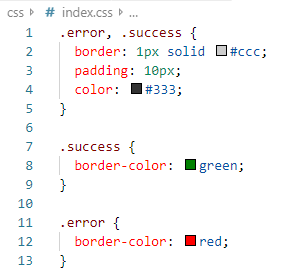 css > # index.css > ...
1 .error, .success {
2   border: 1px solid #ccc;
3   padding: 10px;
4   color: #333;
5 }
6
7 .success {
8   border-color: green;
9 }
10
11 .error {
12   border-color: red;
13 }